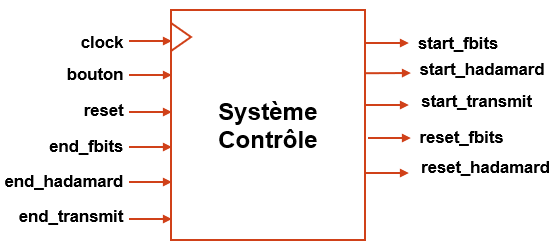 clock
bouton
reset
end_fbits
end_hadamard
end_transmit
Système
Contrôle
start_fbits
start_hadamard
start_transmit
reset_fbits
reset_hadamard